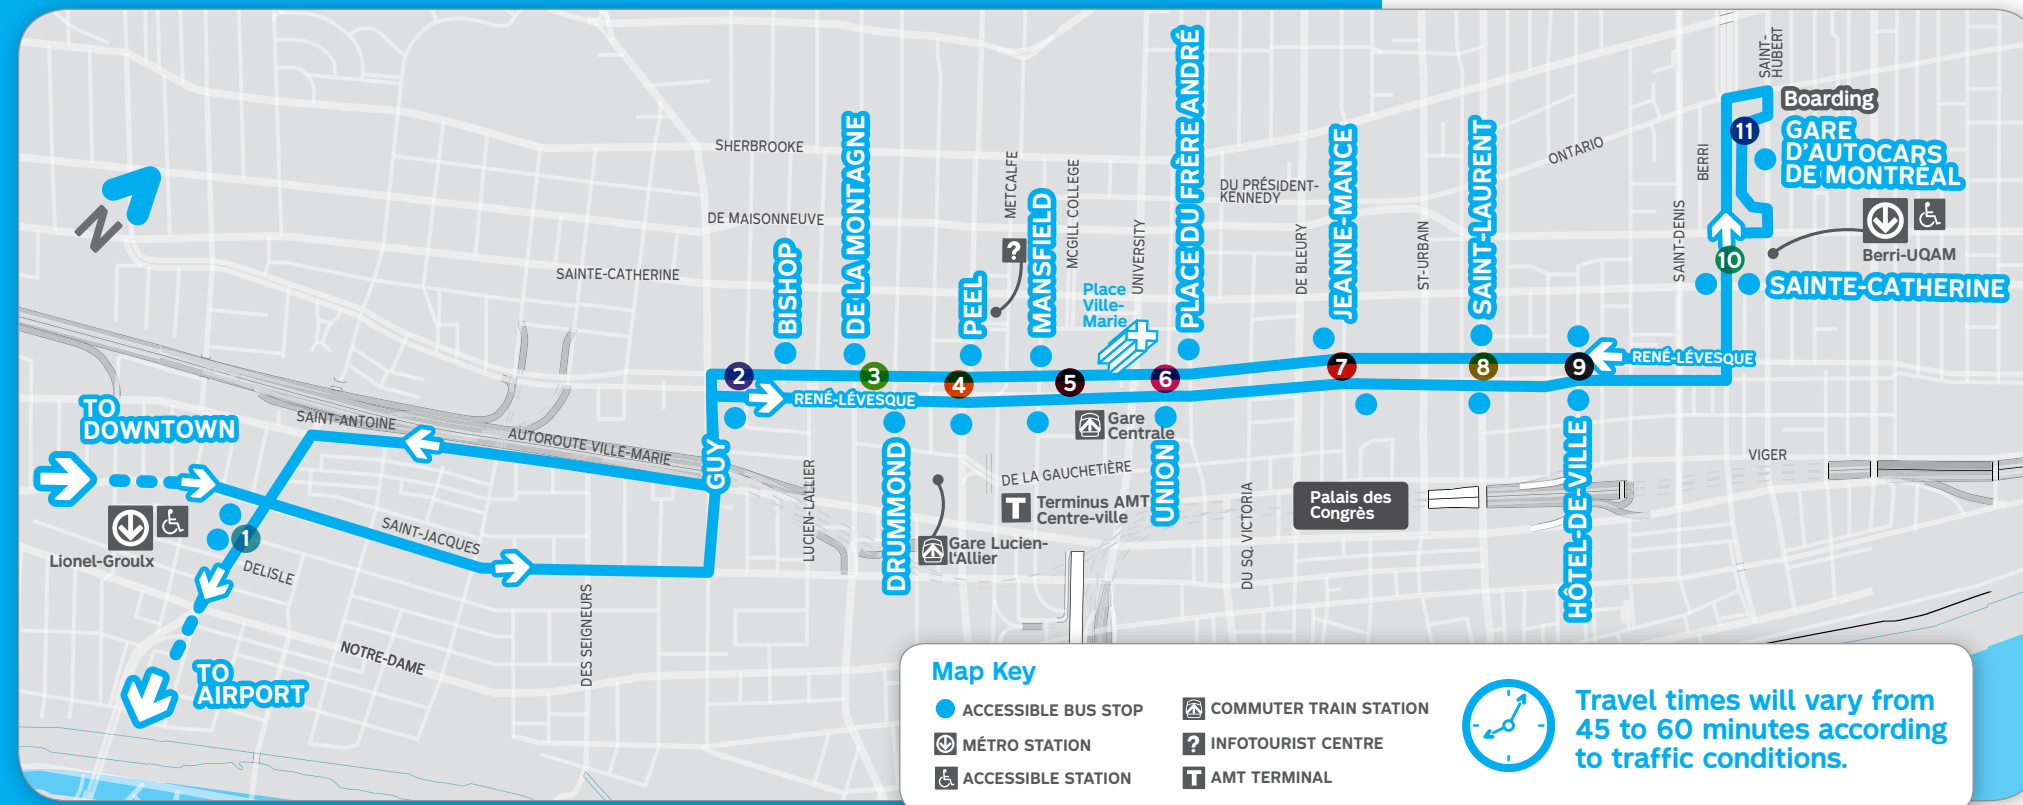 SAINT-
HUBERT
Boarding
11
GARE
D'AUTOCARS
DE MONTRÉAL
BERRI
ONTARIO
SHERBROOKE
DE MAISONNEUVE
SAINTE-CATHERINE
N
BISHOP
DE LA MONTAGNE
PEEL
METCALFE
?
MANSFIELD
MCGILL COLLEGE
Place
Ville-
Marie
UNIVERSITY
PLACE DU FRÈRE ANDRÉ
DU PRÉSIDENT-
KENNEDY
DE BLEURY
JEANNE-MANCE
ST-URBAIN
SAINT-LAURENT
SAINT-DENIS
Berri-UQAM
10
SAINTE-CATHERINE
2
3
4
5
6
7
8
9
RENÉ-LÉVESQUE
RENÉ-LÉVESQUE
TO
DOWNTOWN
SAINT-ANTOINE
AUTOROUTE VILLE-MARIE
GUY
Lionel-Groulx
1
DELISLE
SAINT-JACQUES
DES SEIGNEURS
NOTRE-DAME
TO
AIRPORT
LUCIEN-LALLIER
DRUMMOND
Gare Lucien-
l'Allier
Gare
Centrale
DE LA GAUCHETIÈRE
T
Terminus AMT
Centre-ville
UNION
DU SQ. VICTORIA
Palais des
Congrès
HÔTEL-DE-VILLE
VIGER
Map Key
ACCESSIBLE BUS STOP
MÉTRO STATION
ACCESSIBLE STATION
COMMUTER TRAIN STATION
? INFOTOURIST CENTRE
T AMT TERMINAL
Travel times will vary from
45 to 60 minutes according
to traffic conditions.